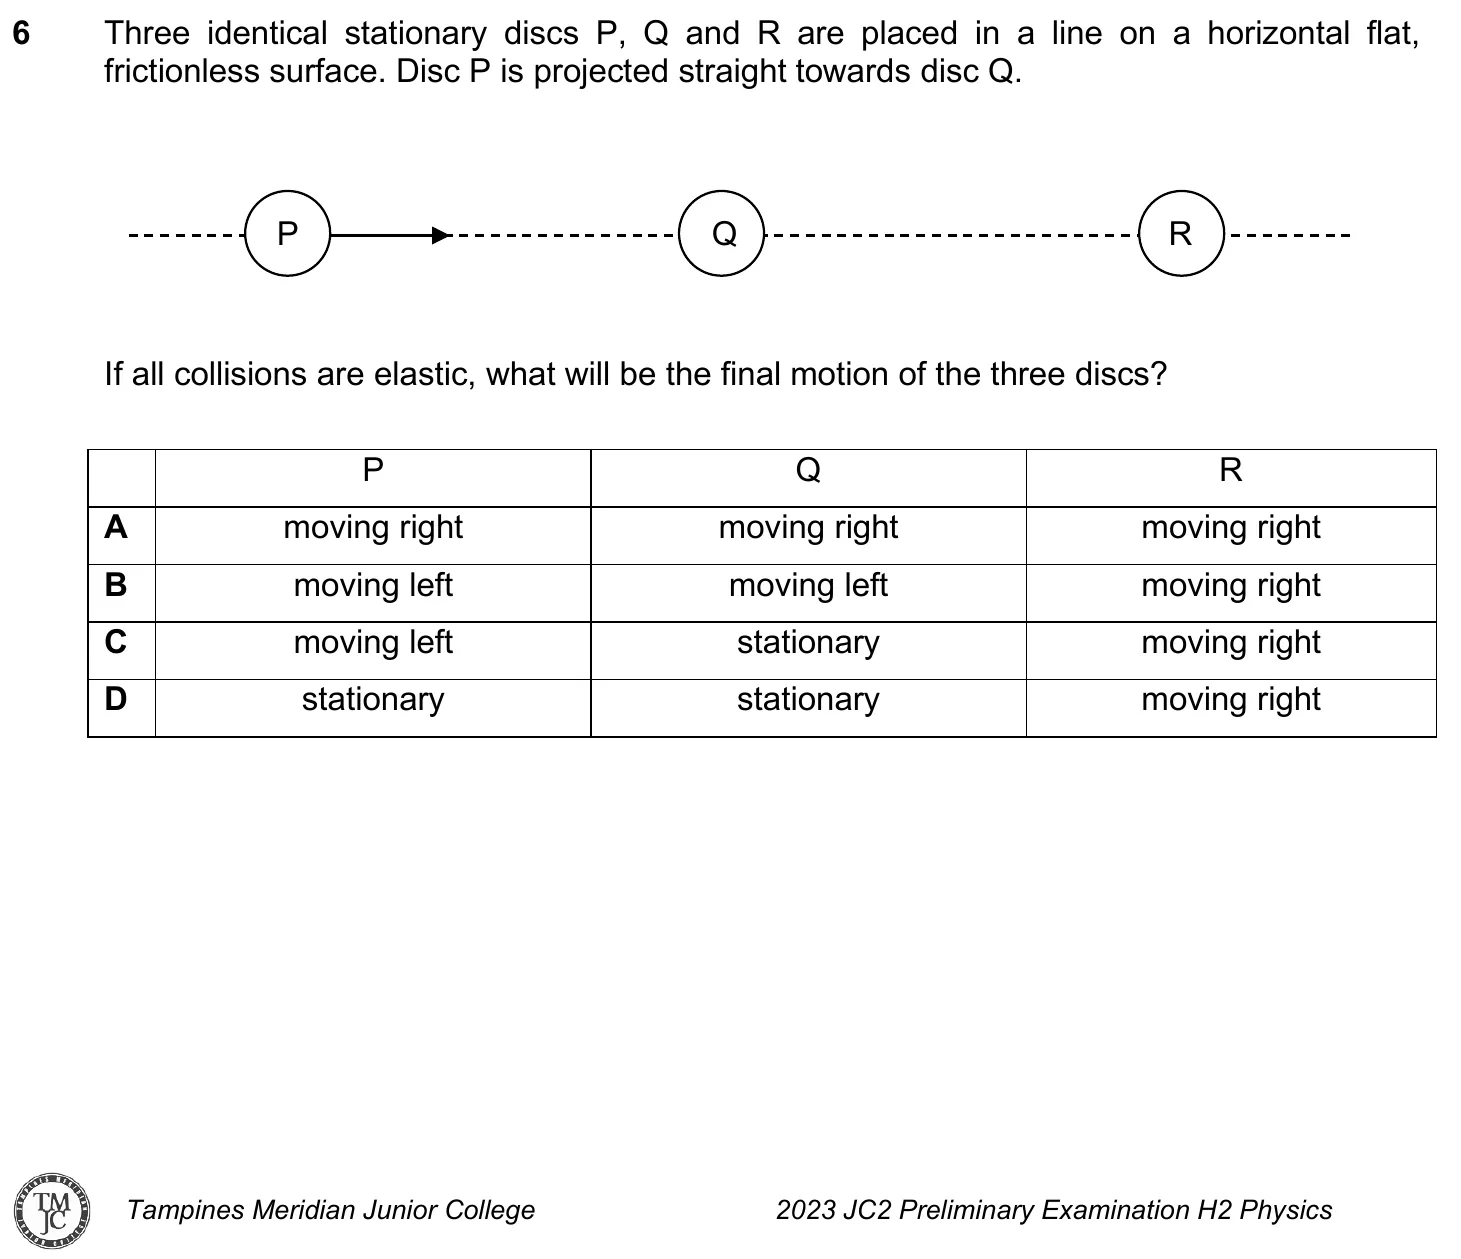 6 Three identical stationary discs P, Q and R are placed in a line on a horizontal flat,
frictionless surface. Disc P is projected straight towards disc Q.
P Q R
If all collisions are elastic, what will be the final motion of the three discs?
P Q R
A moving right moving right moving right
B moving left moving left moving right
C moving left stationary moving right
D stationary stationary moving right
TM
JC
Tampines Meridian Junior College 2023 JC2 Preliminary Examination H2 Physics